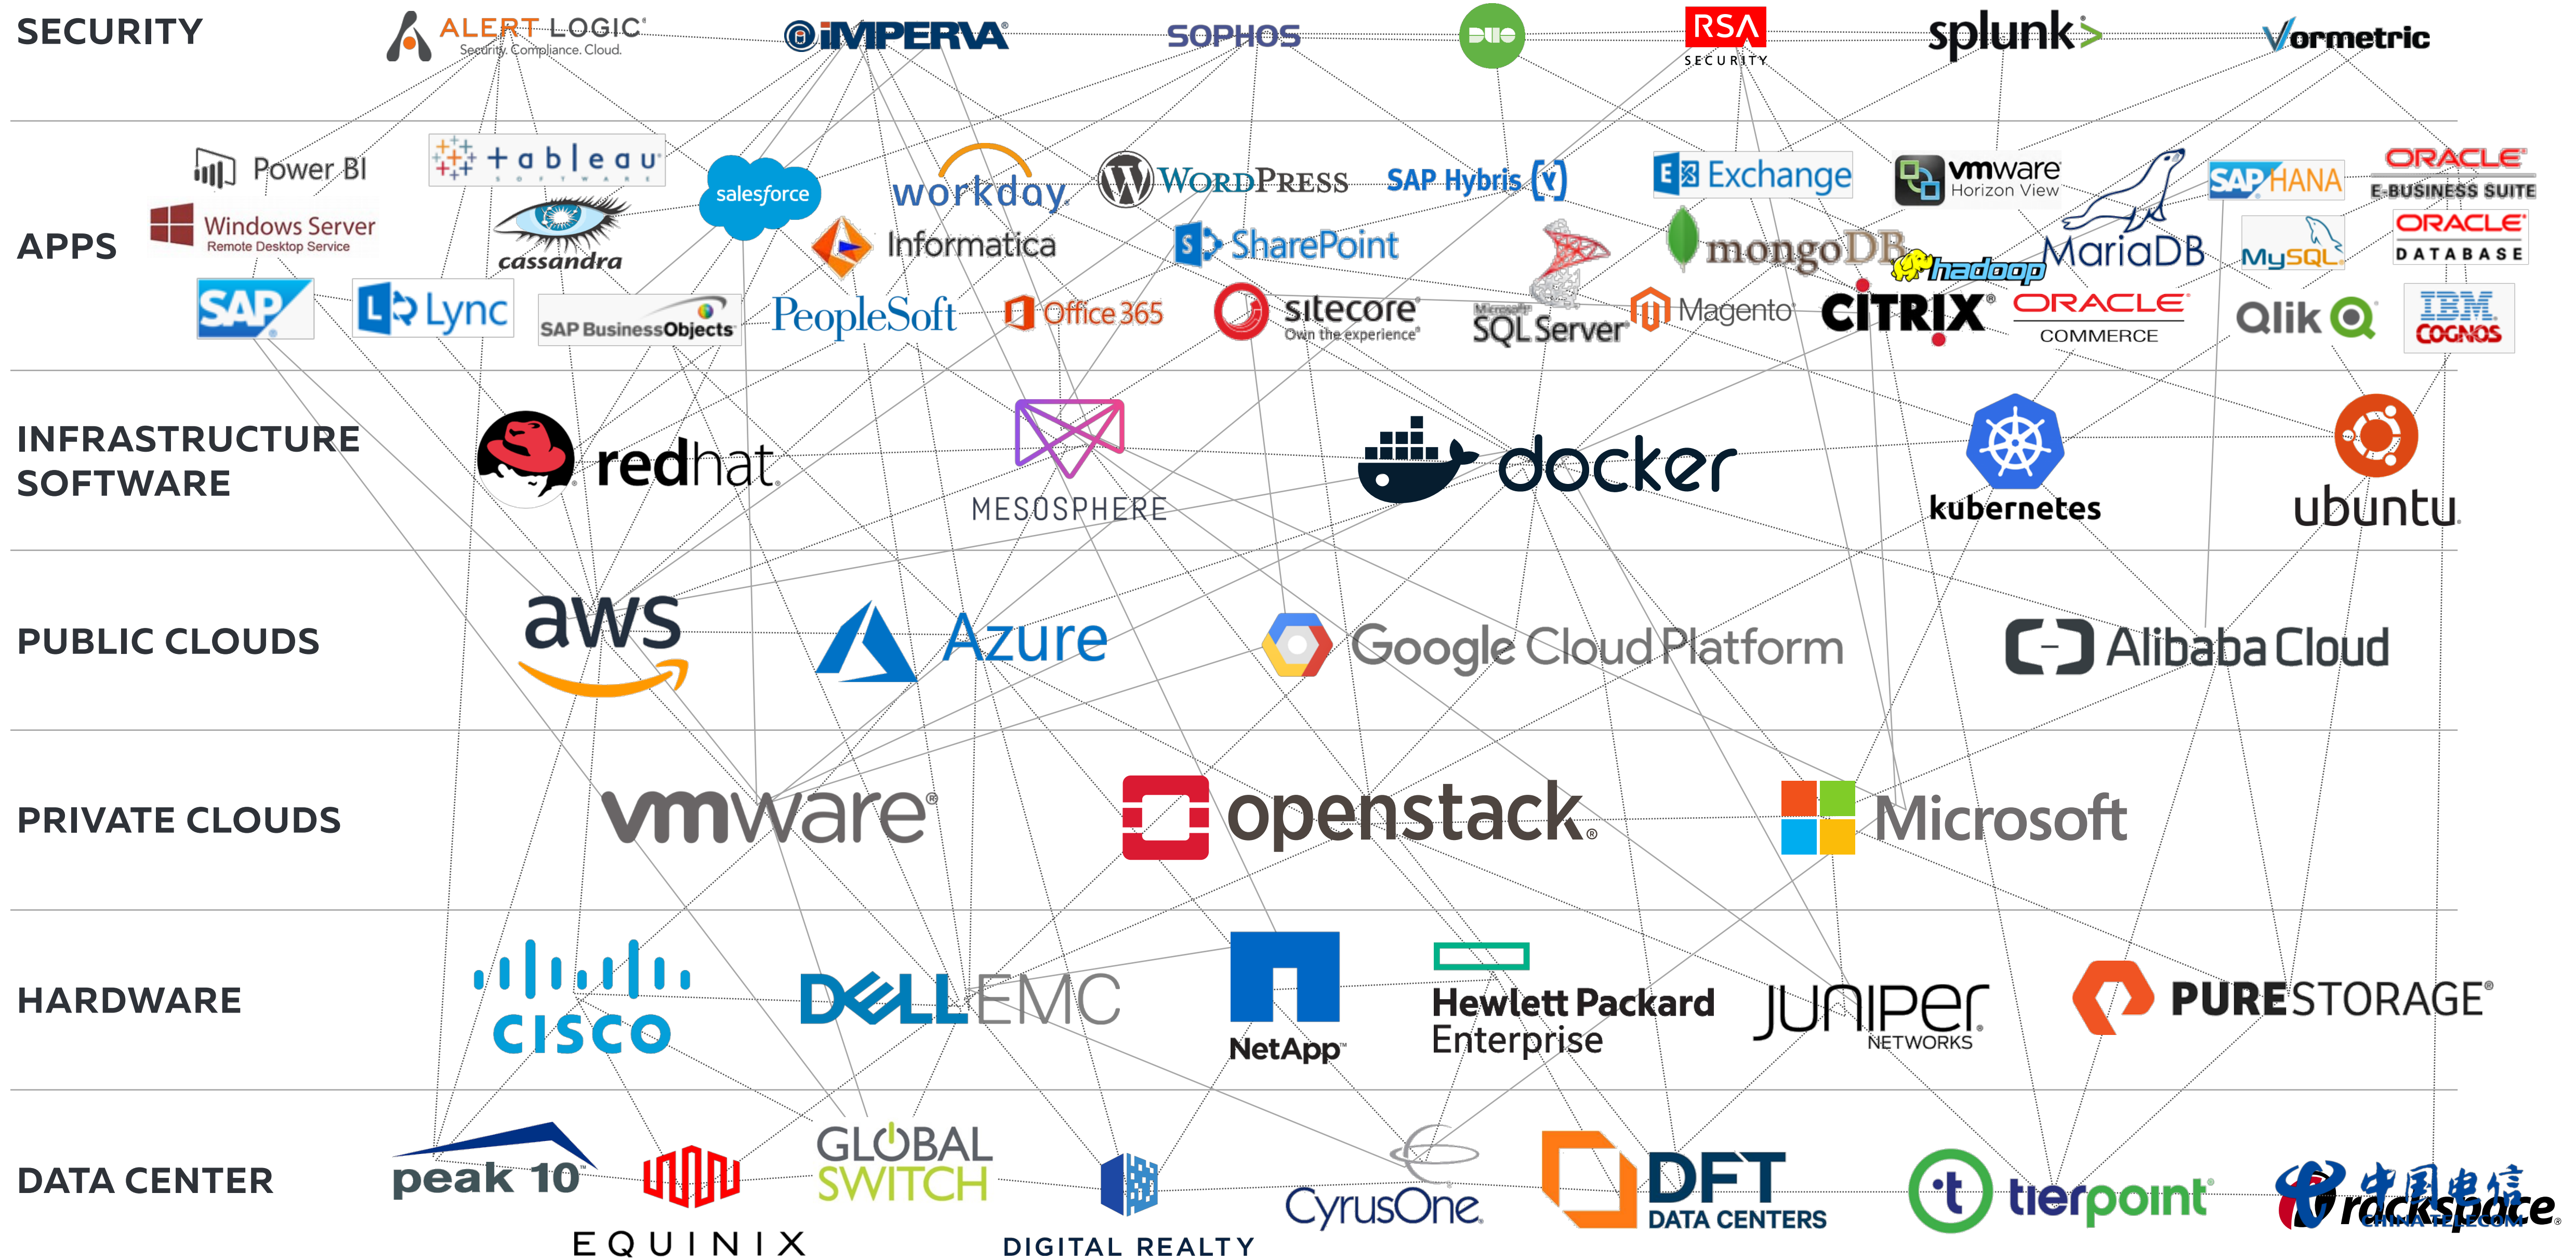 SECURITY
ALERT LOGIC®
Security. Compliance. Cloud.
iMPERVA®
SOPHOS
DUO
RSA
SECURITY
splunk>
Vormetric
APPS
Power BI
+ a b l e a u
S O F T W A R E
salesforce
workday.
WORDPRESS
SAP Hybris (Y)
Exchange
vmware®
Horizon View
MariaDB
SAP HANA
ORACLE®
E-BUSINESS SUITE
Windows Server
Remote Desktop Service
cassandra
Informatica
SharePoint
mongoDB
hadoop
MySQL
ORACLE®
DATABASE
SAP
Lync
SAP BusinessObjects
PeopleSoft
Office 365
sitecore
Own the experience®
Microsoft
SQL Server
Magento
CITRIX®
ORACLE
COMMERCE
Qlik Q
IBM
COGNOS
INFRASTRUCTURE
SOFTWARE
redhat.
MESOSPHERE
docker
kubernetes
ubuntu
PUBLIC CLOUDS
aws
Azure
Google Cloud Platform
Alibaba Cloud
PRIVATE CLOUDS
vmware®
openstack®
Microsoft
HARDWARE
CISCO
DELL EMC
NetApp™
Hewlett Packard
Enterprise
JUNIPER
NETWORKS
PURESTORAGE®
DATA CENTER
peak 10™
EQUINIX
GLOBAL
SWITCH
DIGITAL REALTY
CyrusOne
DFT
DATA CENTERS
tierpoint
中国电信
CHINA TELECOM
rackspace®